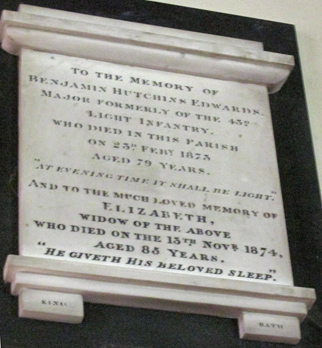 TO THE MEMORY OF
BENJAMIN HUTCHINS EDWARDS.
MAJOR FORMERLY OF THE 43RD
LIGHT INFANTRY.
WHO DIED IN THIS PARISH
ON 25TH FEBY 1873
AGED 79 YEARS.
"AT EVENING TIME IT SHALL BE LIGHT."
AND TO THE MUCH LOVED MEMORY OF
ELIZABETH,
WIDOW OF THE ABOVE
WHO DIED ON THE 15TH NOVR 1874,
AGED 85 YEARS.
"HE GIVETH HIS BELOVED SLEEP."
BATH